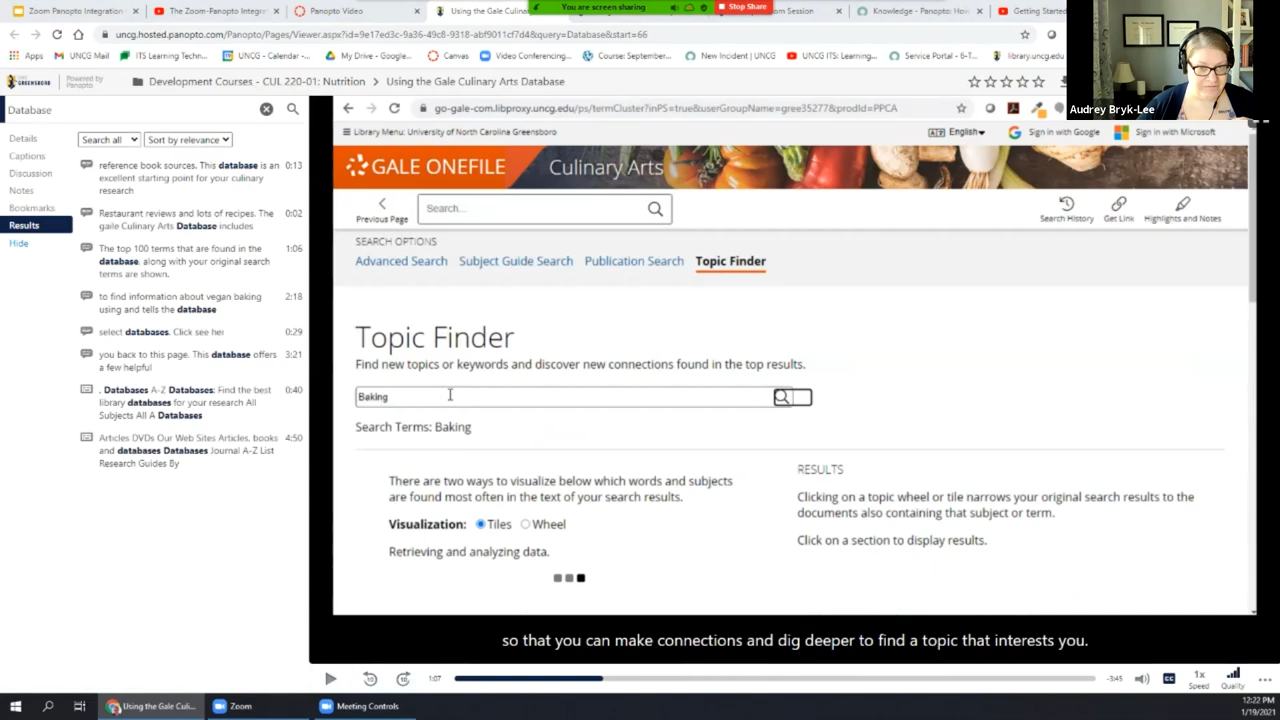 Zoom Panopto Integration
The Zoom-Panopto Integr
Panopto Video
Using the Gale Culin
You are screen sharing
Stop Share
om Session
Knowledge - Panopto: Ho
Getting Started
uncg.hosted.panopto.com/Panopto/Pages/Viewer.aspx?id=9e17ed3c-9a36-49c8-9318-abf9011cf7d4&query=Database&start=66
Apps
UNCG Mail
ITS Learning Techn...
UNCG - Calendar -...
My Drive - Google...
Canvas
Video Conferencing...
Course: September...
New Incident | UNCG
UNCG ITS: Learning...
Service Portal - 6-T...
library.uncg.ed
Audrey Bryk-Lee
GREENSBORO
Powered by
Panopto
Development Courses - CUL 220-01: Nutrition
Using the Gale Culinary Arts Database
Database
Details
Captions
Discussion
Notes
Bookmarks
Results
Hide
Search all
Sort by relevance
reference book sources. This database is an 0:13
excellent starting point for your culinary
research
Restaurant reviews and lots of recipes. The 0:02
gaile Culinary Arts Database includes
The top 100 terms that are found in the 1:06
database, along with your original search
terms are shown.
to find information about vegan baking 2:18
using and tells the database
select databases. Click see her 0:29
you back to this page. This database offers 3:21
a few helpful
. Databases A-Z Databases: Find the best 0:40
library databases for your research All
Subjects All A Databases
Articles DVDs Our Web Sites Articles, books 4:50
and databases Databases Journal A-Z List
Research Guides By
go-gale-com.libproxy.uncg.edu/ps/termCluster?inPS=true&userGroupName=gree35277&prodId=PPCA
Library Menu: University of North Carolina Greensboro
English
Sign in with Google
Sign in with Microsoft
GALE ONEFILE
Culinary Arts
Previous Page
Search...
Search History
Get Link
Highlights and Notes
SEARCH OPTIONS
Advanced Search
Subject Guide Search
Publication Search
Topic Finder
Topic Finder
Find new topics or keywords and discover new connections found in the top results.
Baking
Search Terms: Baking
There are two ways to visualize below which words and subjects
are found most often in the text of your search results.
Visualization: Tiles Wheel
Retrieving and analyzing data.
RESULTS
Clicking on a topic wheel or tile narrows your original search results to the
documents also containing that subject or term.
Click on a section to display results.
so that you can make connections and dig deeper to find a topic that interests you.
1:07
-3:45
CC
1x
Speed
Quality
Using the Gale Culi...
Zoom
Meeting Controls
12:22 PM
1/19/2021